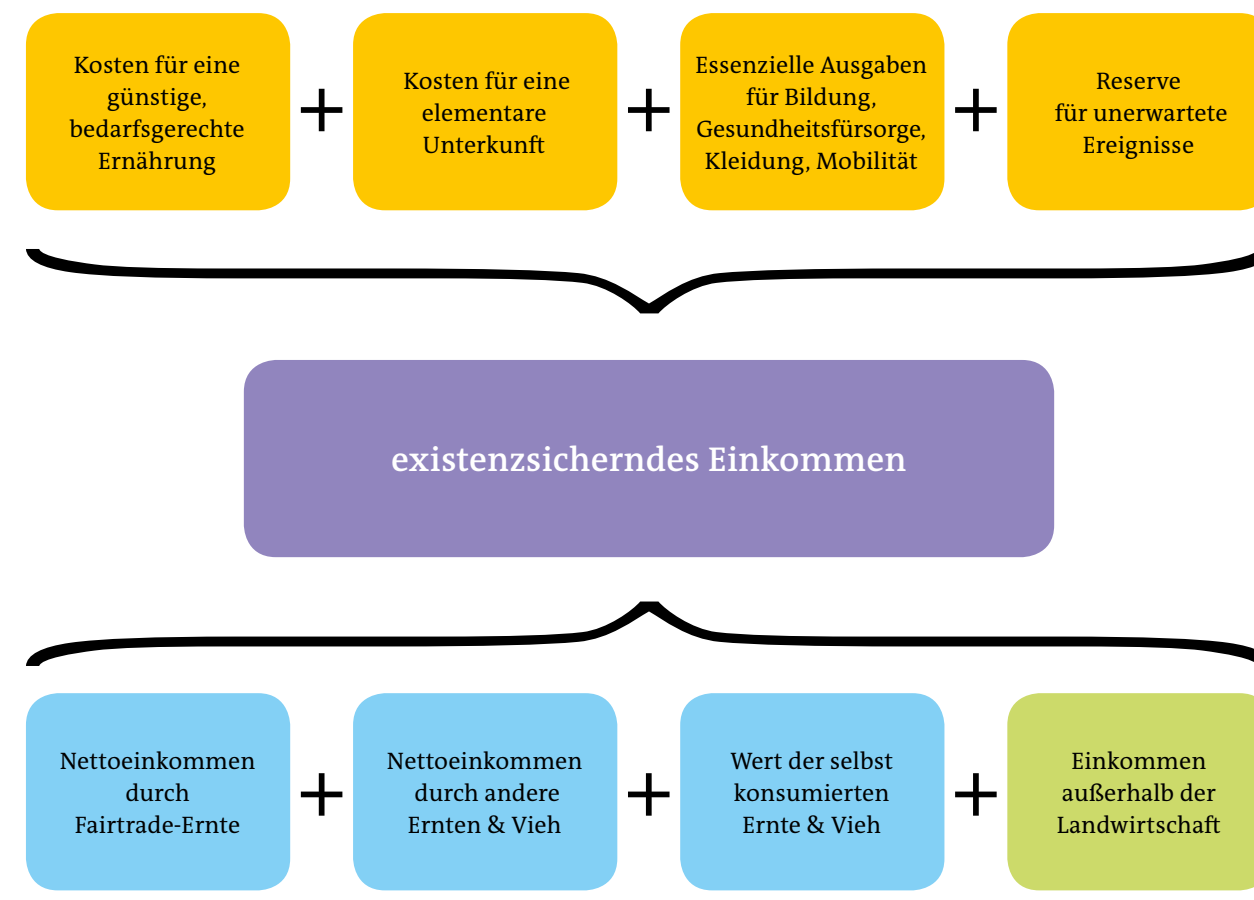 Kosten für eine
günstige,
bedarfsgerechte
Ernährung
+
Kosten für eine
elementare
Unterkunft
+
Essenzielle Ausgaben
für Bildung,
Gesundheitsfürsorge,
Kleidung, Mobilität
+
Reserve
für unerwartete
Ereignisse
existenzsicherndes Einkommen
Nettoeinkommen
durch
Fairtrade-Ernte
+
Nettoeinkommen
durch andere
Ernten & Vieh
+
Wert der selbst
konsumierten
Ernte & Vieh
+
Einkommen
außerhalb der
Landwirtschaft